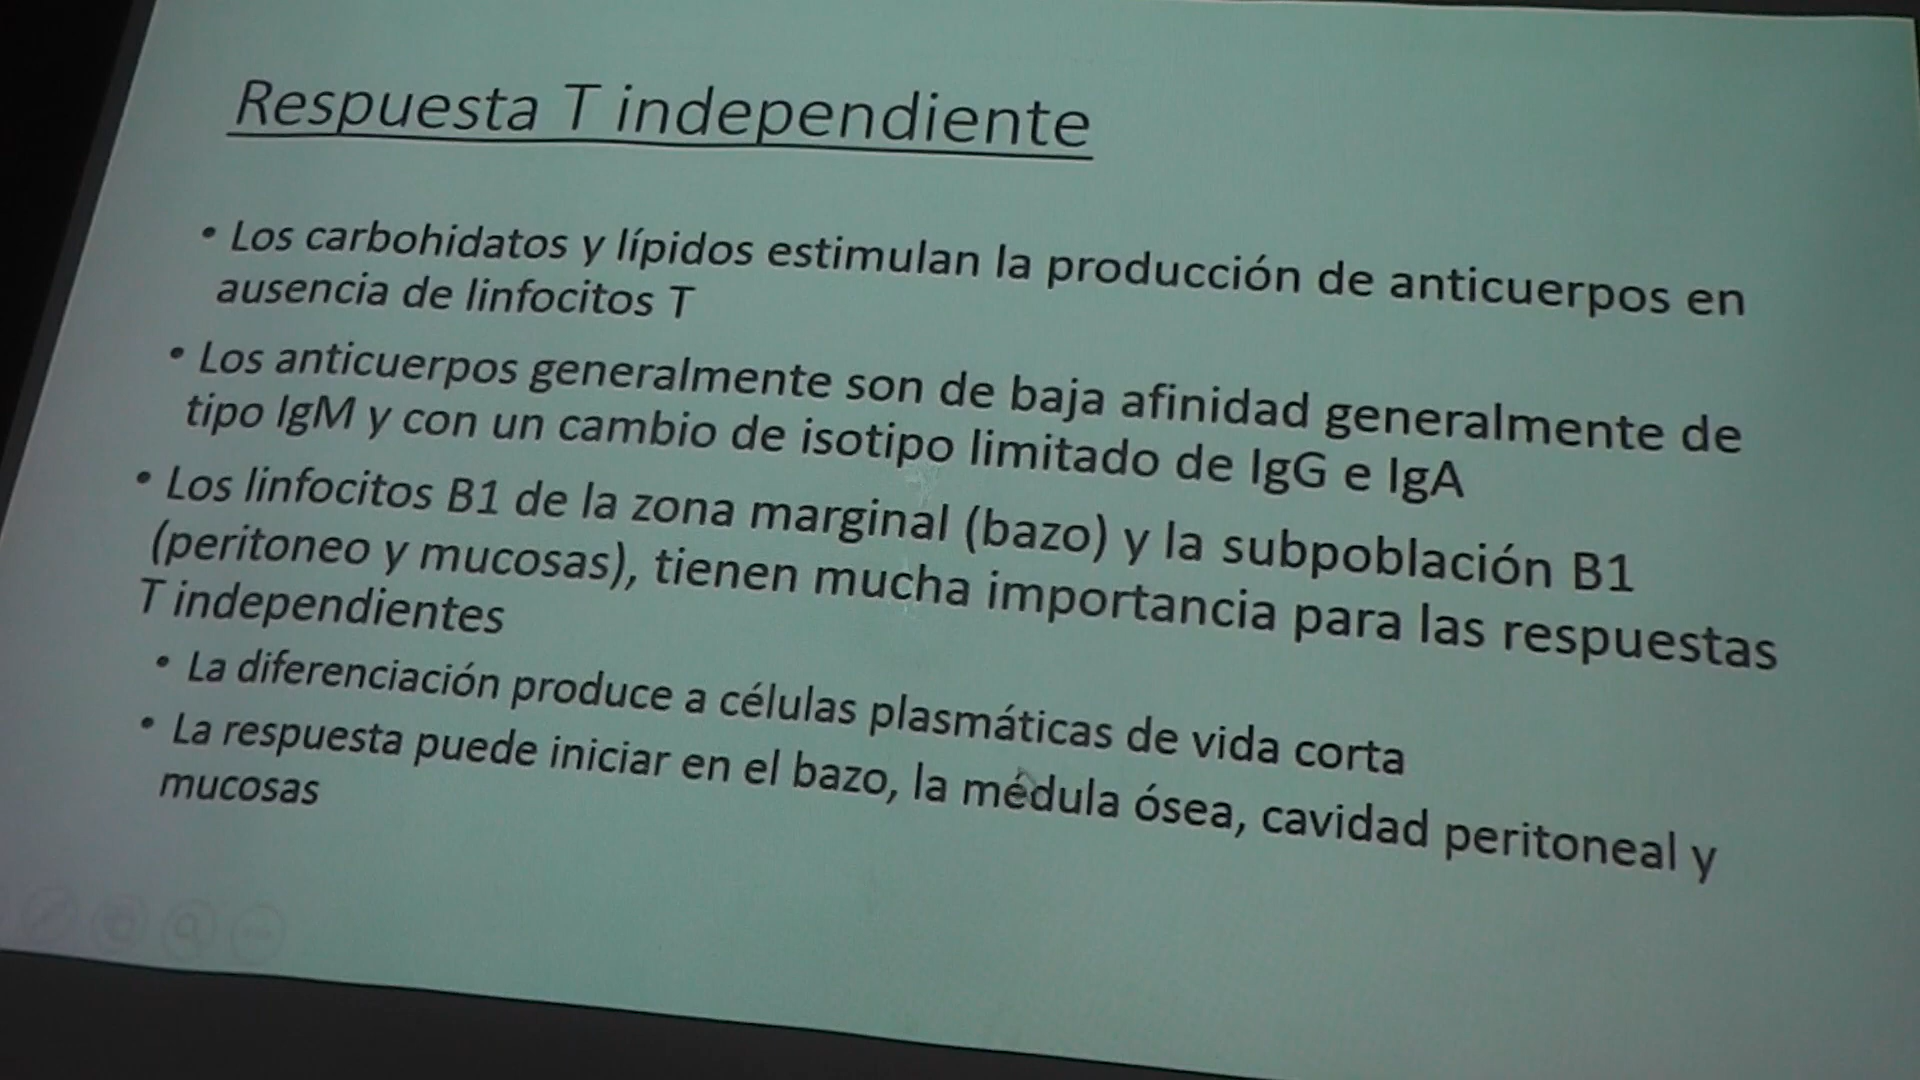 Respuesta T independiente
• Los carbohidatos y lípidos estimulan la producción de anticuerpos en
ausencia de linfocitos T
• Los anticuerpos generalmente son de baja afinidad generalmente de
tipo IgM y con un cambio de isotipo limitado de IgG e IgA
• Los linfocitos B1 de la zona marginal (bazo) y la subpoblación B1
(peritoneo y mucosas), tienen mucha importancia para las respuestas
T independientes
• La diferenciación produce a células plasmáticas de vida corta
• La respuesta puede iniciar en el bazo, la médula ósea, cavidad peritoneal y
mucosas